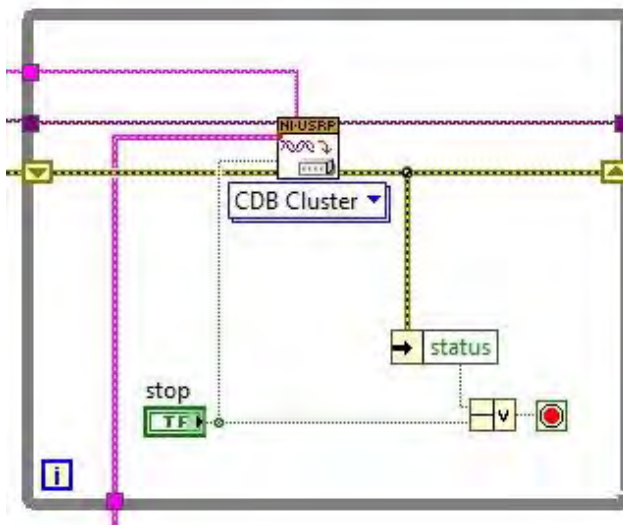 NI-USRP
CDB Cluster
status
stop
TF
V
i